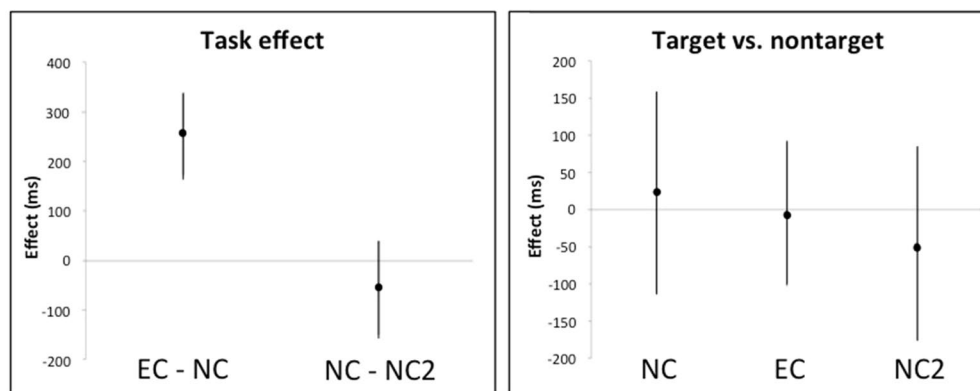 Task effect
Effect (ms)
400
300
200
100
0
-100
-200
EC - NC
NC - NC2
Target vs. nontarget
Effect (ms)
200
150
100
50
0
-50
-100
-150
-200
NC
EC
NC2